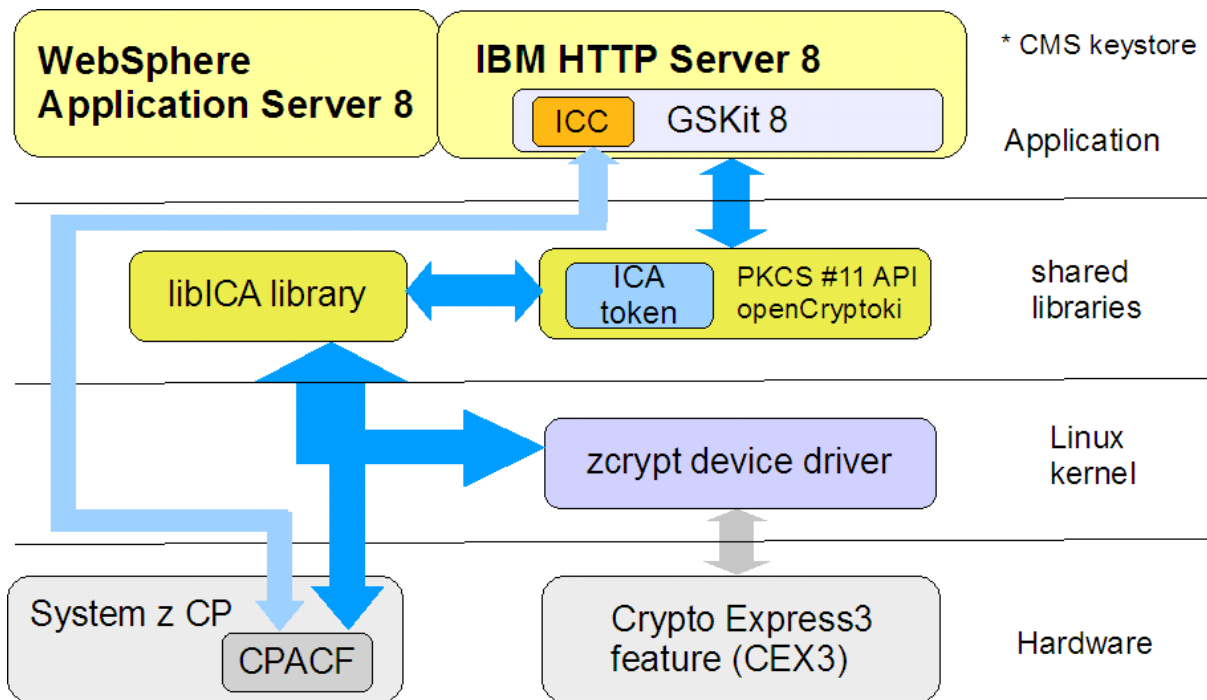 WebSphere
Application Server 8
IBM HTTP Server 8
ICC
GSKit 8
* CMS keystore
Application
libICA library
ICA
token
PKCS #11 API
openCryptoki
shared
libraries
zcrypt device driver
Linux
kernel
System z CP
CPACF
Crypto Express3
feature (CEX3)
Hardware